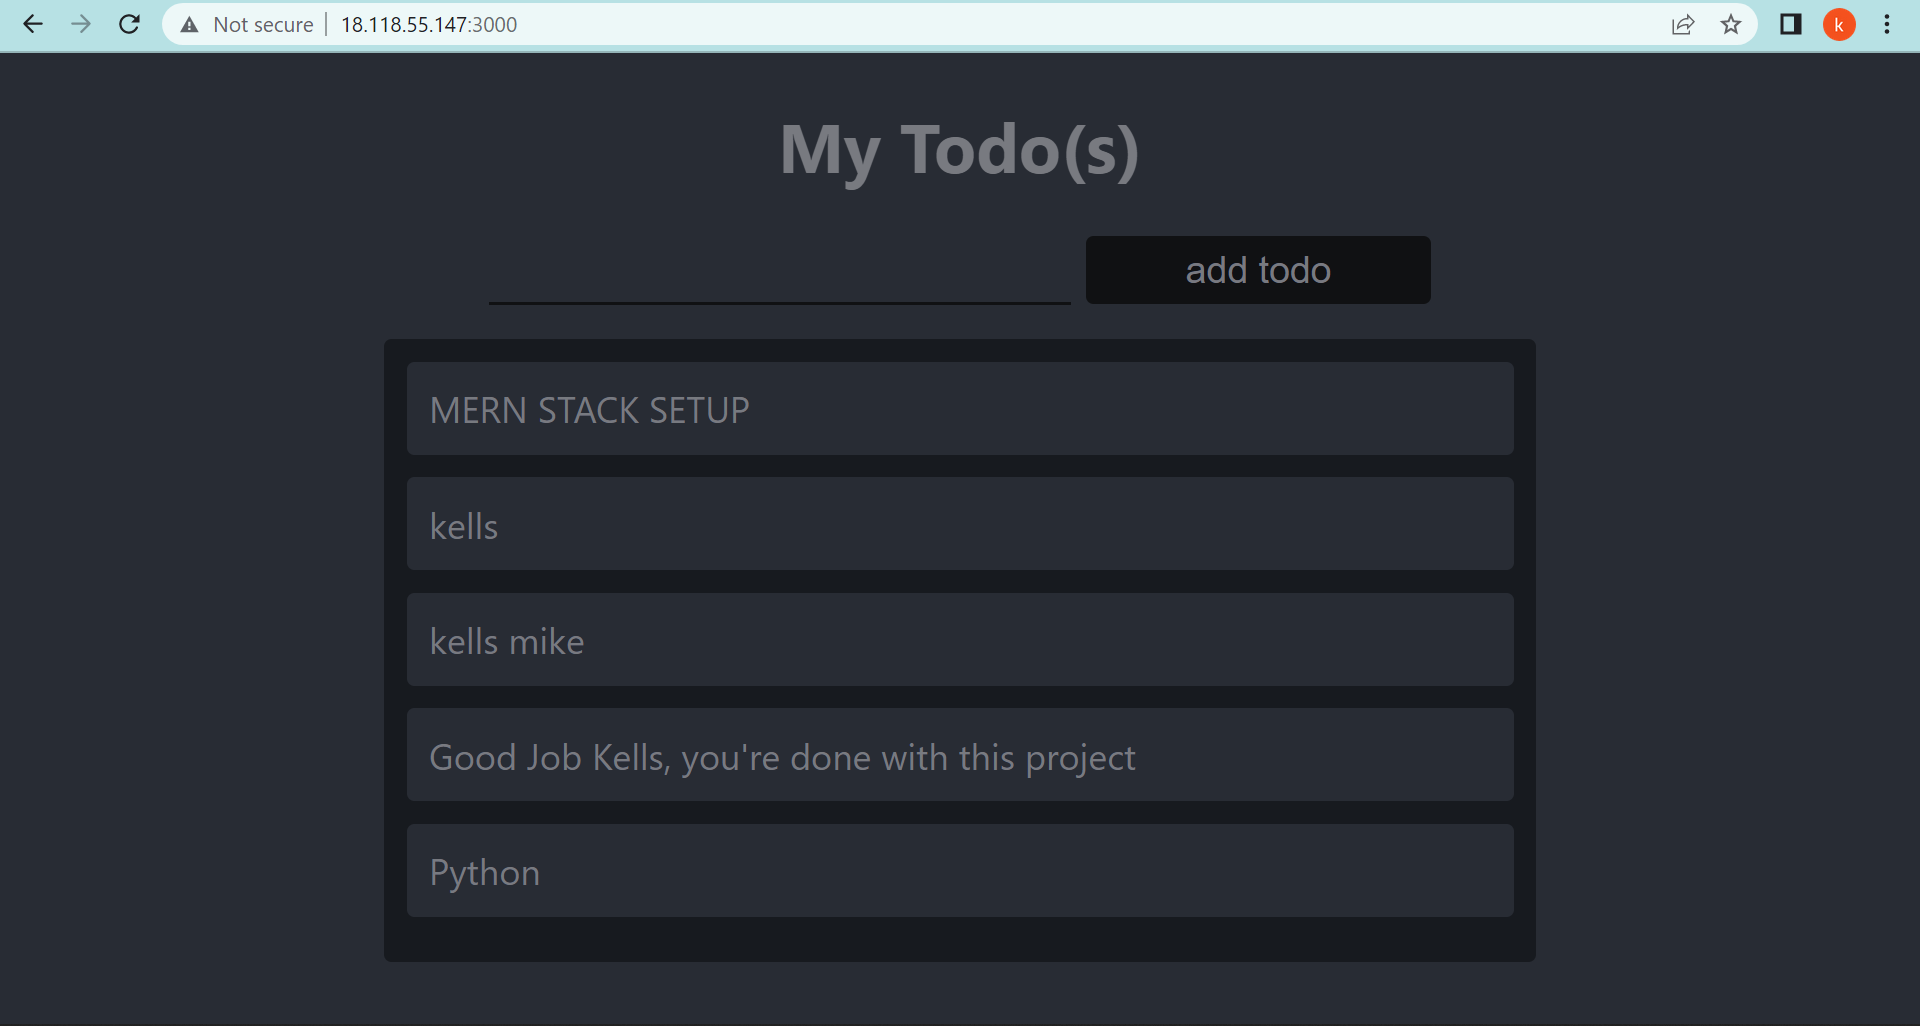 Not secure | 18.118.55.147:3000
k
My Todo(s)
add todo
MERN STACK SETUP
kells
kells mike
Good Job Kells, you're done with this project
Python